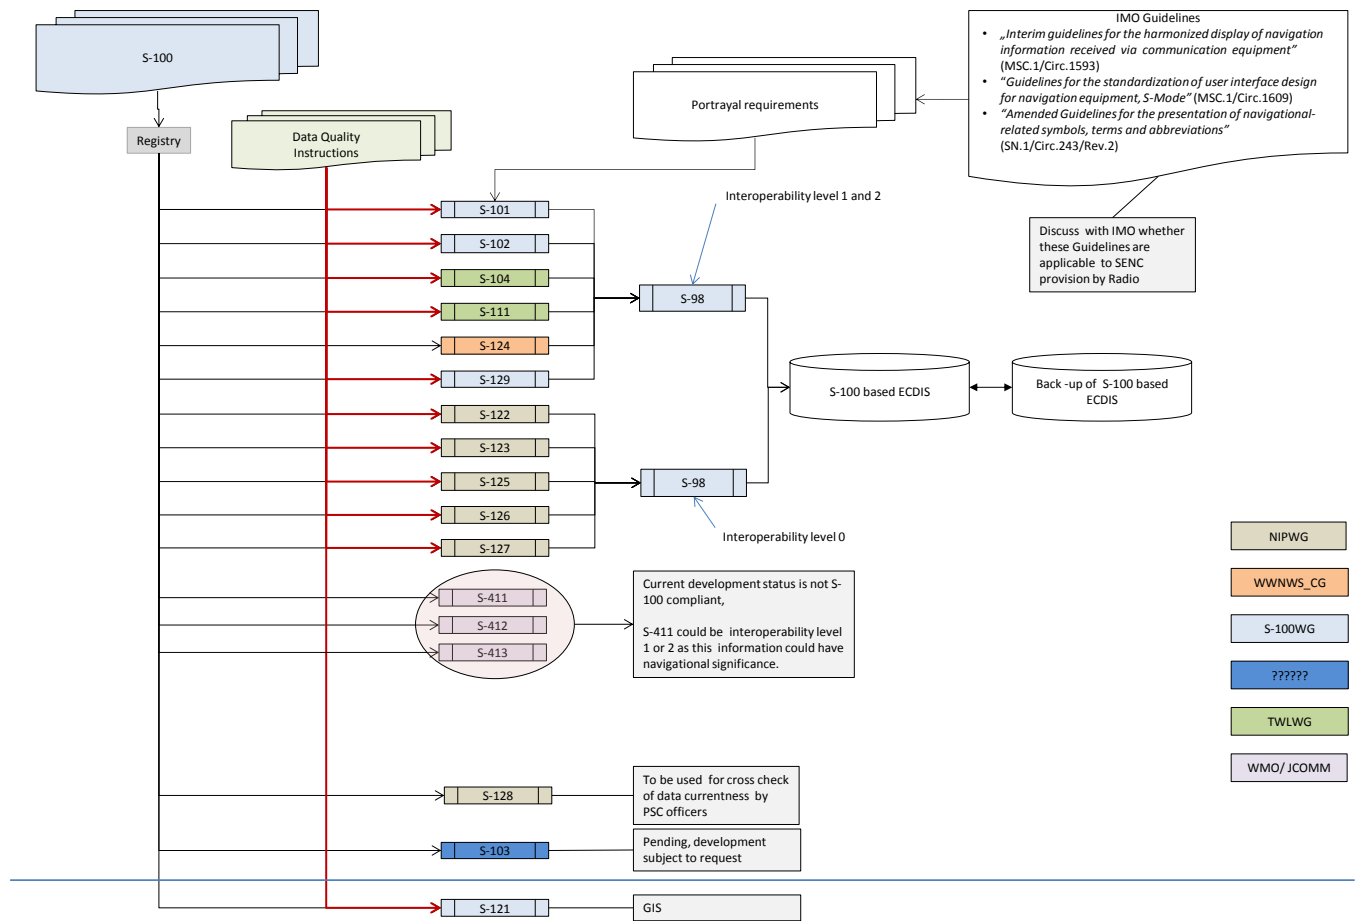 S-100
Registry
Data Quality
Instructions
Portrayal requirements
IMO Guidelines
• „Interim guidelines for the harmonized display of navigation
information received via communication equipment”
(MSC.1/Circ.1593)
• “Guidelines for the standardization of user interface design
for navigation equipment, S-Mode” (MSC.1/Circ.1609)
• “Amended Guidelines for the presentation of navigational-
related symbols, terms and abbreviations”
(SN.1/Circ.243/Rev.2)
Discuss with IMO whether
these Guidelines are
applicable to SENC
provision by Radio
Interoperability level 1 and 2
S-101
S-102
S-104
S-111
S-124
S-129
S-122
S-123
S-125
S-126
S-127
S-98
S-98
Interoperability level 0
S-100 based ECDIS
Back -up of S-100 based
ECDIS
S-411
S-412
S-413
Current development status is not S-
100 compliant,
S-411 could be interoperability level
1 or 2 as this information could have
navigational significance.
S-128
To be used for cross check
of data currentness by
PSC officers
S-103
Pending, development
subject to request
S-121
GIS
NIPWG
WWNWS_CG
S-100WG
??????
TWLWG
WMO/ JCOMM